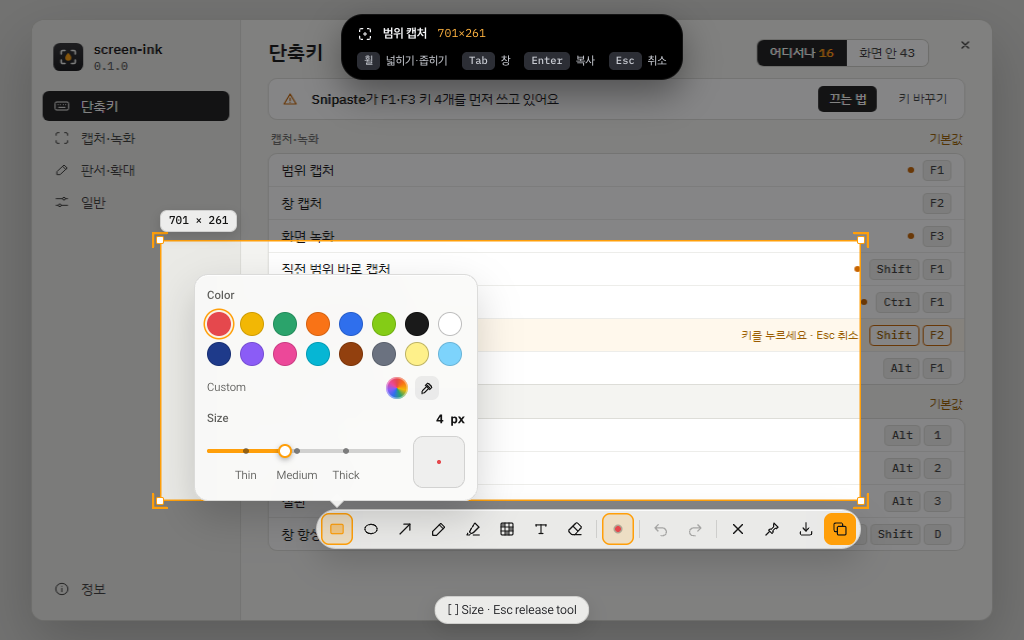 범위 캡처 701×261
휠 넓히기·좁히기 Tab 창 Enter 복사 Esc 취소
screen-ink
0.1.0
단축키
어디서나 16 화면 안 43
Snipaste가 F1·F3 키 4개를 먼저 쓰고 있어요 끄는 법 키 바꾸기
단축키
캡처·녹화
판서·확대
일반
캡처·녹화 기본값
범위 캡처 F1
창 캡처 F2
화면 녹화 F3
701 × 261
직전 범위 바로 캡처 Shift F1
Ctrl F1
키를 누르세요 · Esc 취소 Shift F2
Alt F1
기본값
Alt 1
Alt 2
Alt 3
창 항상 Shift D
Color
Custom
Size 4 px
Thin Medium Thick
정보
[ ] Size · Esc release tool